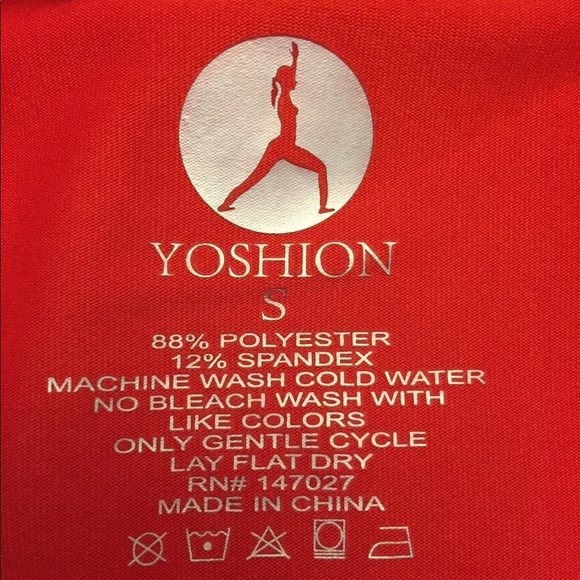 YOSHION
S
88% POLYESTER
12% SPANDEX
MACHINE WASH COLD WATER
NO BLEACH WASH WITH
LIKE COLORS
ONLY GENTLE CYCLE
LAY FLAT DRY
RN# 147027
MADE IN CHINA